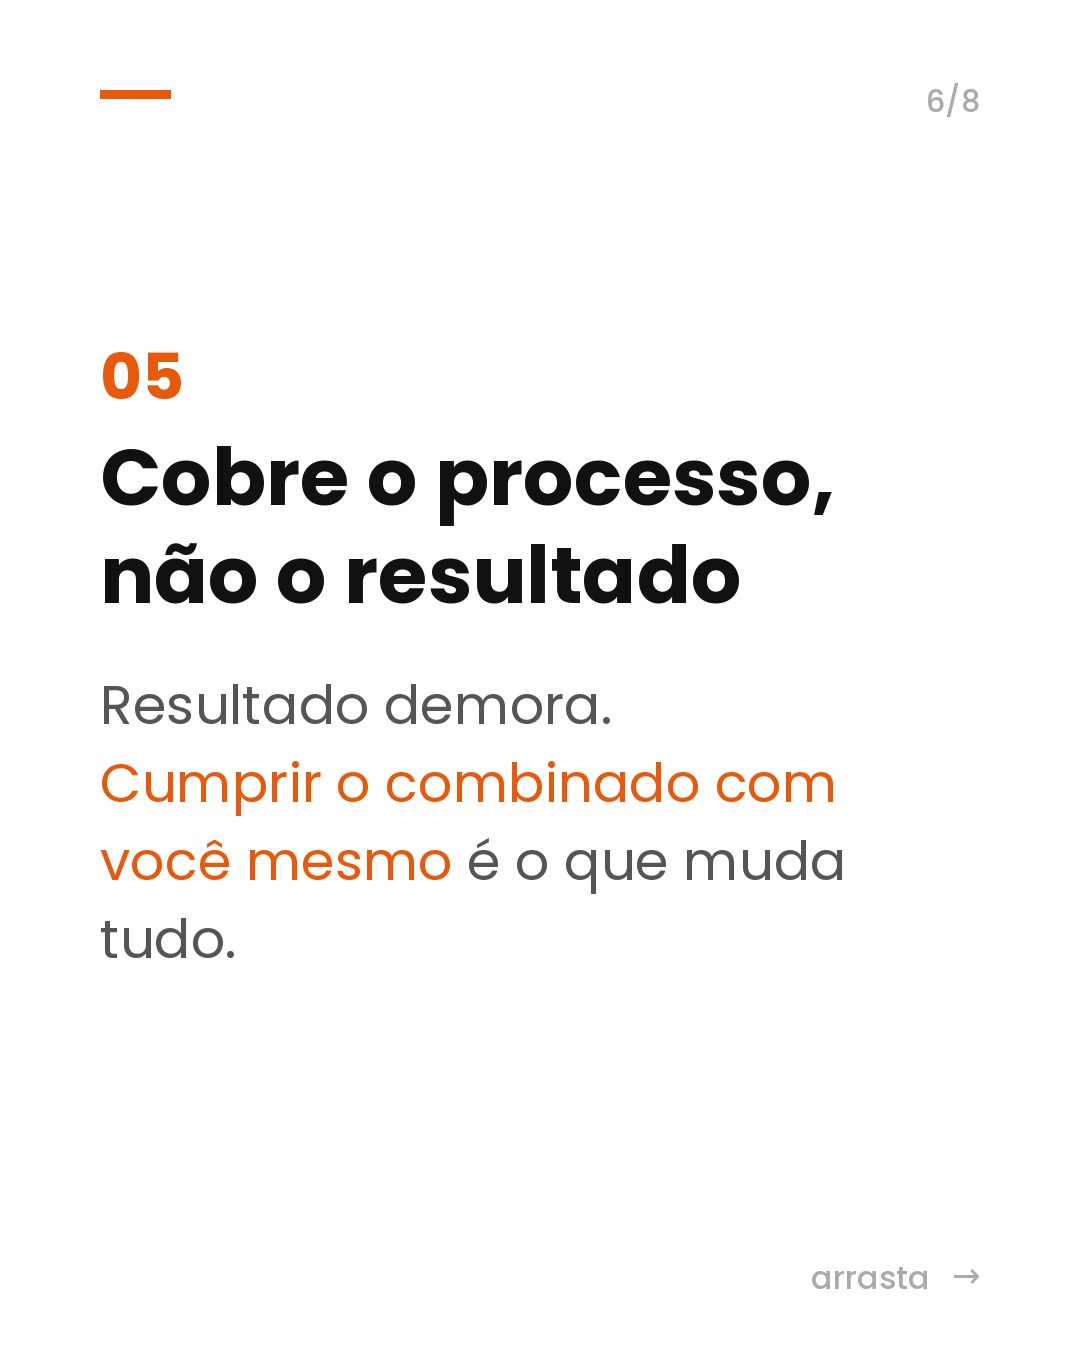 6/8
05
Cobre o processo,
não o resultado
Resultado demora.
Cumprir o combinado com
você mesmo é o que muda
tudo.
arrasta →